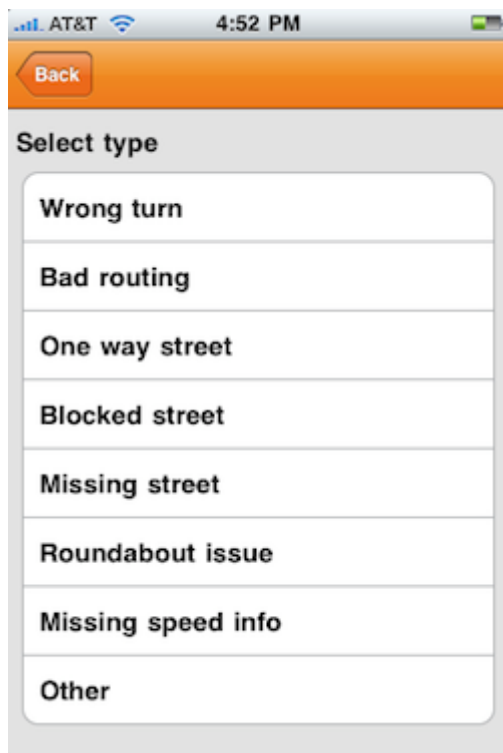 AT&T 4:52 PM
Back
Select type
Wrong turn
Bad routing
One way street
Blocked street
Missing street
Roundabout issue
Missing speed info
Other